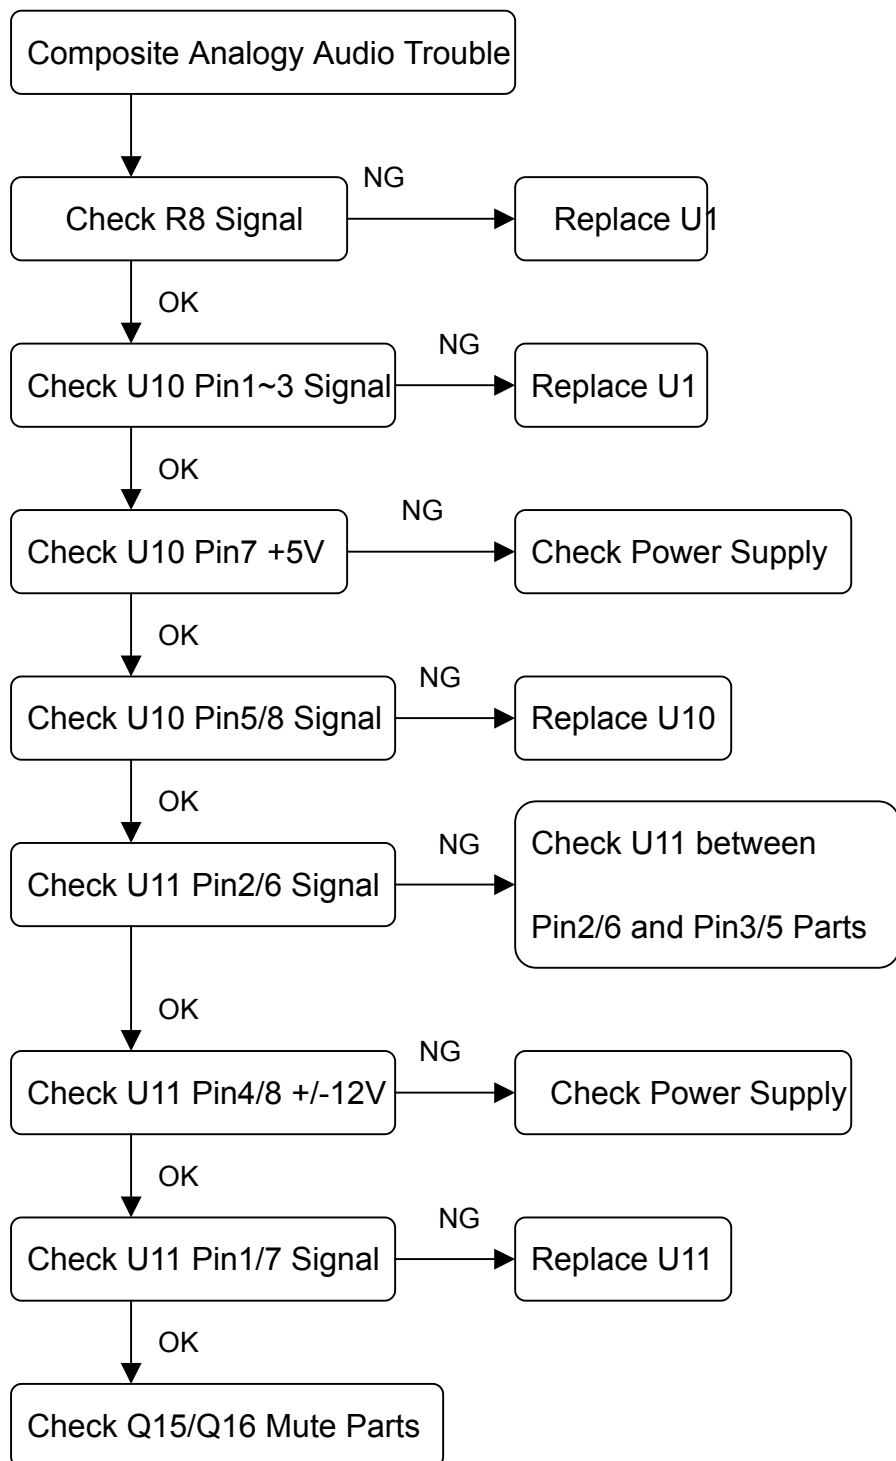 Composite Analogy Audio Trouble
NG
Check R8 Signal
Replace U1
OK
NG
Check U10 Pin1~3 Signal
Replace U1
OK
NG
Check U10 Pin7 +5V
Check Power Supply
OK
NG
Check U10 Pin5/8 Signal
Replace U10
OK
NG
Check U11 Pin2/6 Signal
Check U11 between
Pin2/6 and Pin3/5 Parts
OK
NG
Check U11 Pin4/8 +/-12V
Check Power Supply
OK
NG
Check U11 Pin1/7 Signal
Replace U11
OK
Check Q15/Q16 Mute Parts